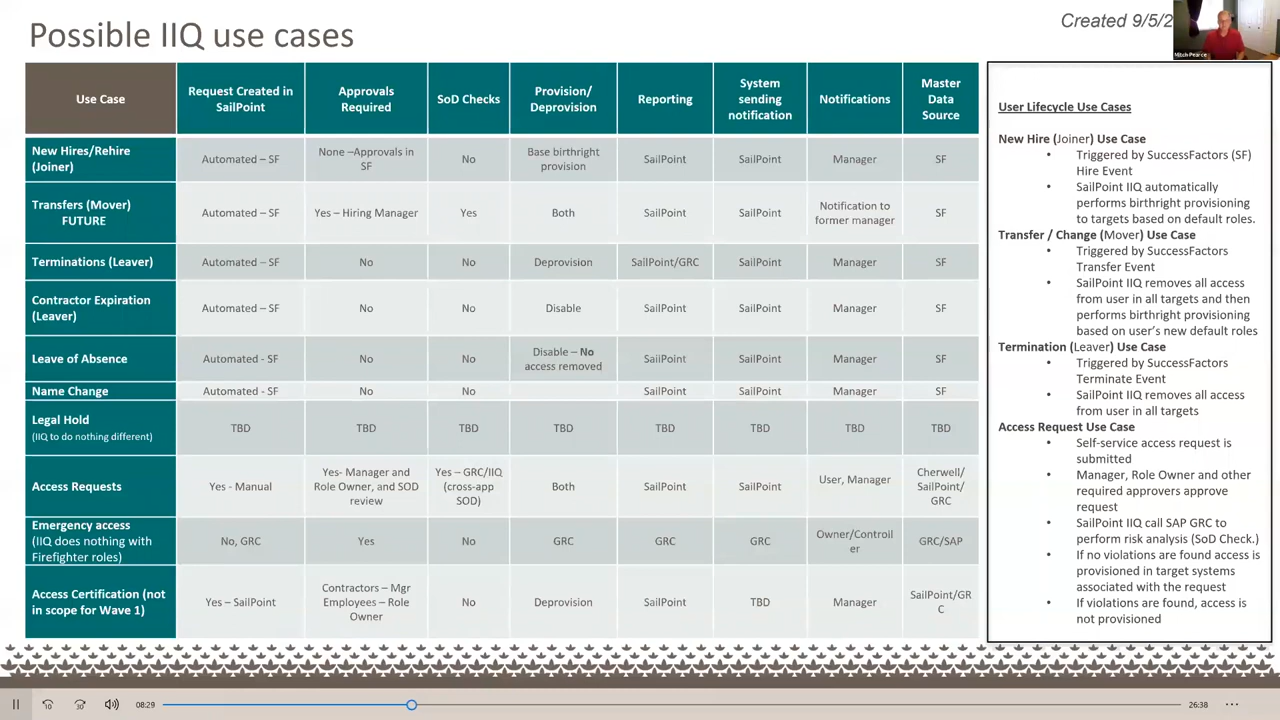 Possible IIQ use cases
Created 9/5/2
Mitch Pearce
Use Case
Request Created in
SailPoint
Approvals
Required
SoD Checks
Provision/
Deprovision
Reporting
System
sending
notification
Notifications
Master
Data
Source
New Hires/Rehire
(Joiner)
Automated – SF
None –Approvals in
SF
No
Base birthright
provision
SailPoint
SailPoint
Manager
SF
Transfers (Mover)
FUTURE
Automated – SF
Yes – Hiring Manager
Yes
Both
SailPoint
SailPoint
Notification to
former manager
SF
Terminations (Leaver)
Automated – SF
No
No
Deprovision
SailPoint/GRC
SailPoint
Manager
SF
Contractor Expiration
(Leaver)
Automated – SF
No
No
Disable
SailPoint
SailPoint
Manager
SF
Leave of Absence
Automated - SF
No
No
Disable – No
access removed
SailPoint
SailPoint
Manager
SF
Name Change
Automated - SF
No
No
SailPoint
SailPoint
Manager
SF
Legal Hold
(IIQ to do nothing different)
TBD
TBD
TBD
TBD
TBD
TBD
TBD
TBD
Access Requests
Yes - Manual
Yes- Manager and
Role Owner, and SOD
review
Yes – GRC/IIQ
(cross-app
SOD)
Both
SailPoint
SailPoint
User, Manager
Cherwell/
SailPoint/
GRC
Emergency access
(IIQ does nothing with
Firefighter roles)
No, GRC
Yes
No
GRC
GRC
GRC
Owner/Controll
er
GRC/SAP
Access Certification (not
in scope for Wave 1)
Yes – SailPoint
Contractors – Mgr
Employees – Role
Owner
No
Deprovision
SailPoint
TBD
Manager
SailPoint/GR
C
User Lifecycle Use Cases
New Hire (Joiner) Use Case
• Triggered by SuccessFactors (SF)
Hire Event
• SailPoint IIQ automatically
performs birthright provisioning
to targets based on default roles.
Transfer / Change (Mover) Use Case
• Triggered by SuccessFactors
Transfer Event
• SailPoint IIQ removes all access
from user in all targets and then
performs birthright provisioning
based on user's new default roles
Termination (Leaver) Use Case
• Triggered by SuccessFactors
Terminate Event
• SailPoint IIQ removes all access
from user in all targets
Access Request Use Case
• Self-service access request is
submitted
• Manager, Role Owner and other
required approvers approve
request
• SailPoint IIQ call SAP GRC to
perform risk analysis (SoD Check.)
• If no violations are found access is
provisioned in target systems
associated with the request
• If violations are found, access is
not provisioned
10
30
08:29
26:38